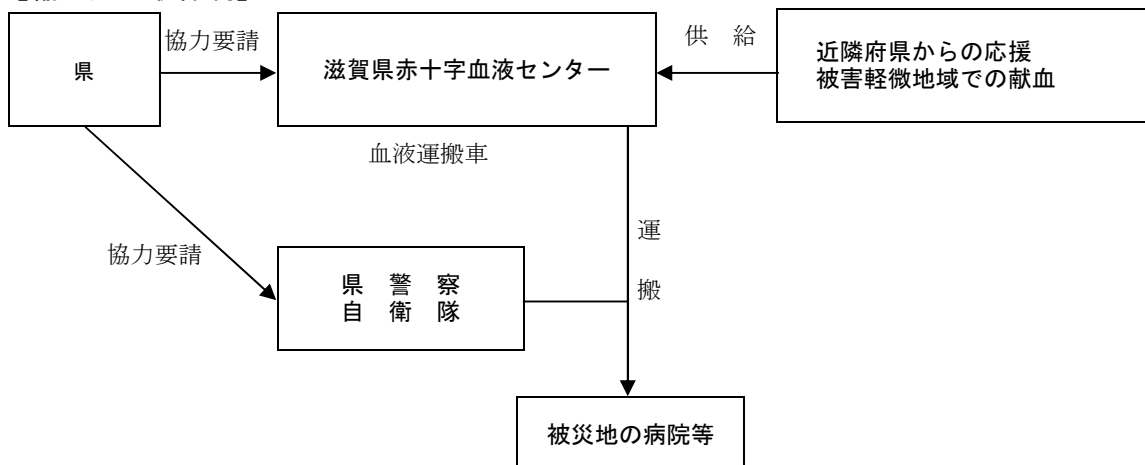 協力要請
供　給
県
滋賀県赤十字血液センター
近隣府県からの応援
被害軽微地域での献血
血液運搬車
運
搬
協力要請
県　警　察
自　衛　隊
被災地の病院等